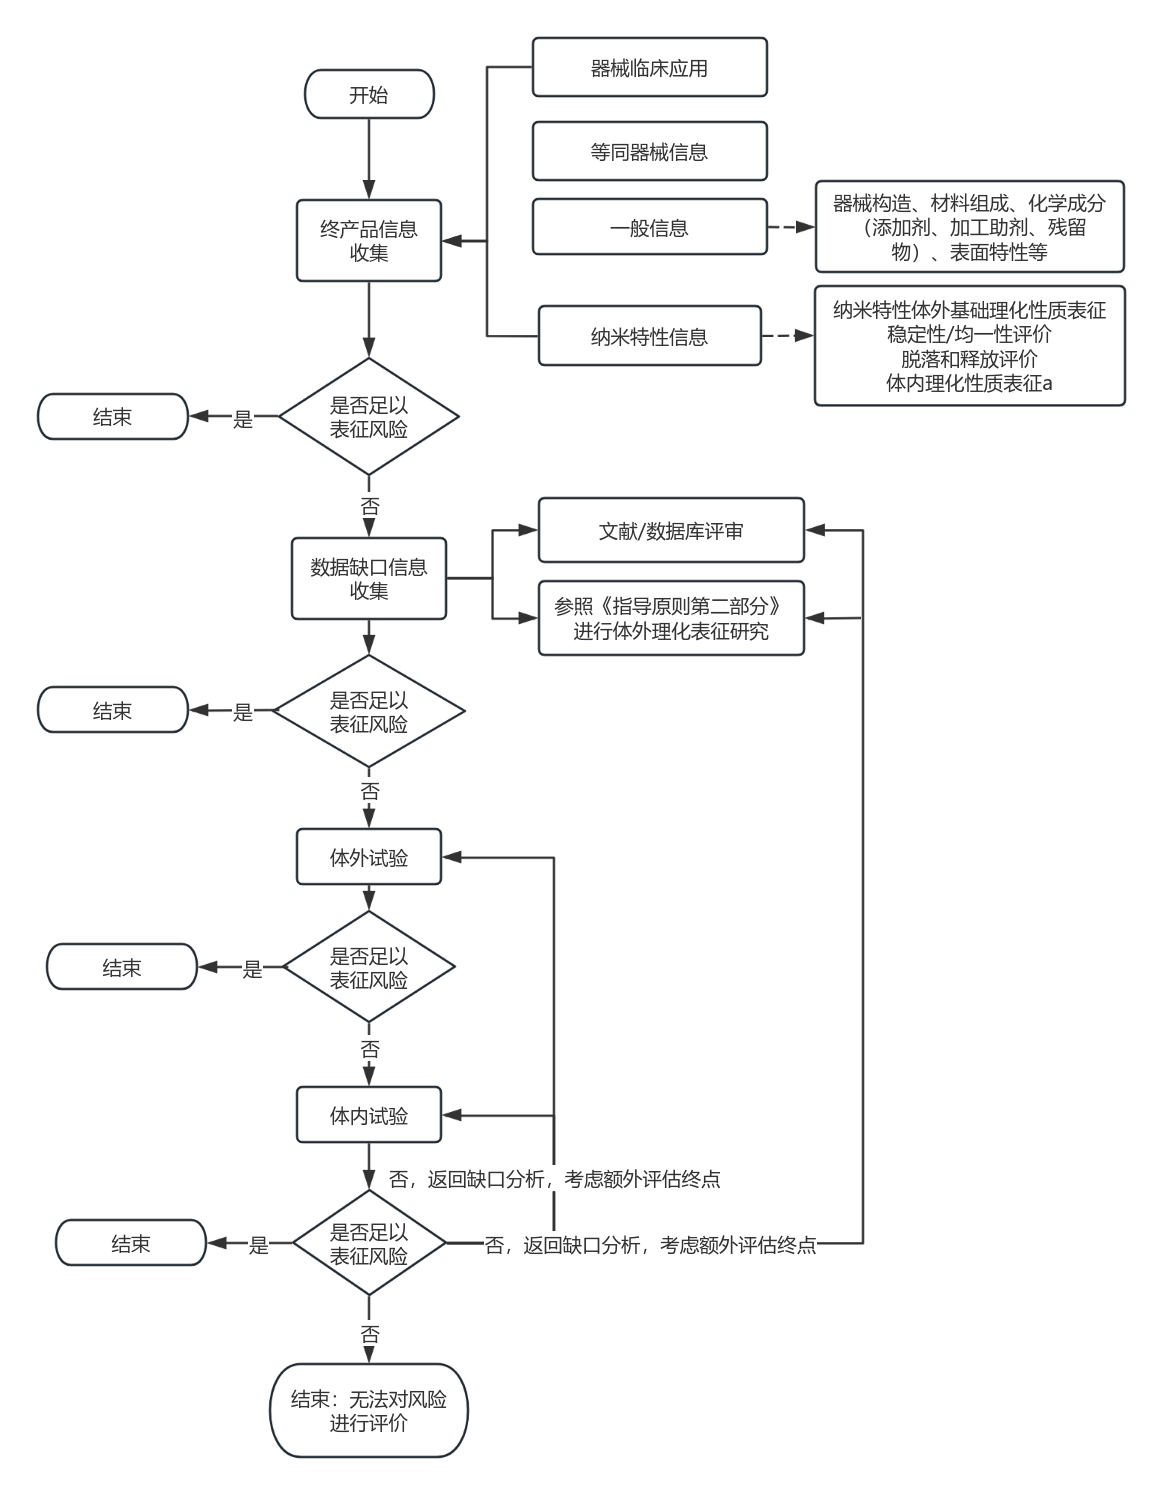 器械临床应用
开始
等同器械信息
器械构造、材料组成、化学成分
（添加剂、加工助剂、残留
物）、表面特性等
终产品信息
收集
一般信息
纳米特性信息
纳米特性体外基础理化性质表征
稳定性/均一性评价
脱落和释放评价
体内理化性质表征a
是否足以
表征风险
是
结束
否
文献/数据库评审
数据缺口信息
收集
参照《指导原则第二部分》
进行体外理化表征研究
是否足以
表征风险
是
结束
否
体外试验
是否足以
表征风险
是
结束
否
体内试验
否，返回缺口分析，考虑额外评估终点
是否足以
表征风险
是
结束
否，返回缺口分析，考虑额外评估终点
否
结束：无法对风险
进行评价